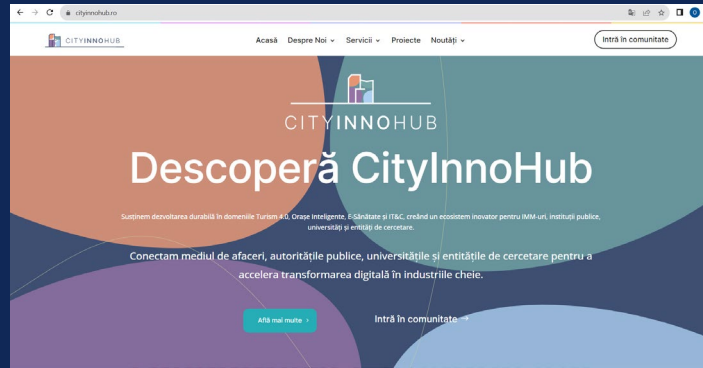 cityinnohub.ro
CITYINNOHUB
Acasă Despre Noi Servicii Proiecte Noutăți
Intră în comunitate
CITYINNOHUB
Descoperă CityInnoHub
Susținem dezvoltarea durabilă în domeniile Turism 4.0, Orașe Inteligente, E-Sănătate și IT&C, creând un ecosistem inovator pentru IMM-uri, instituții publice,
universități și entități de cercetare.
Conectam mediul de afaceri, autoritățile publice, universitățile și entitățile de cercetare pentru a
accelera transformarea digitală în industriile cheie.
Află mai multe
Intră în comunitate →